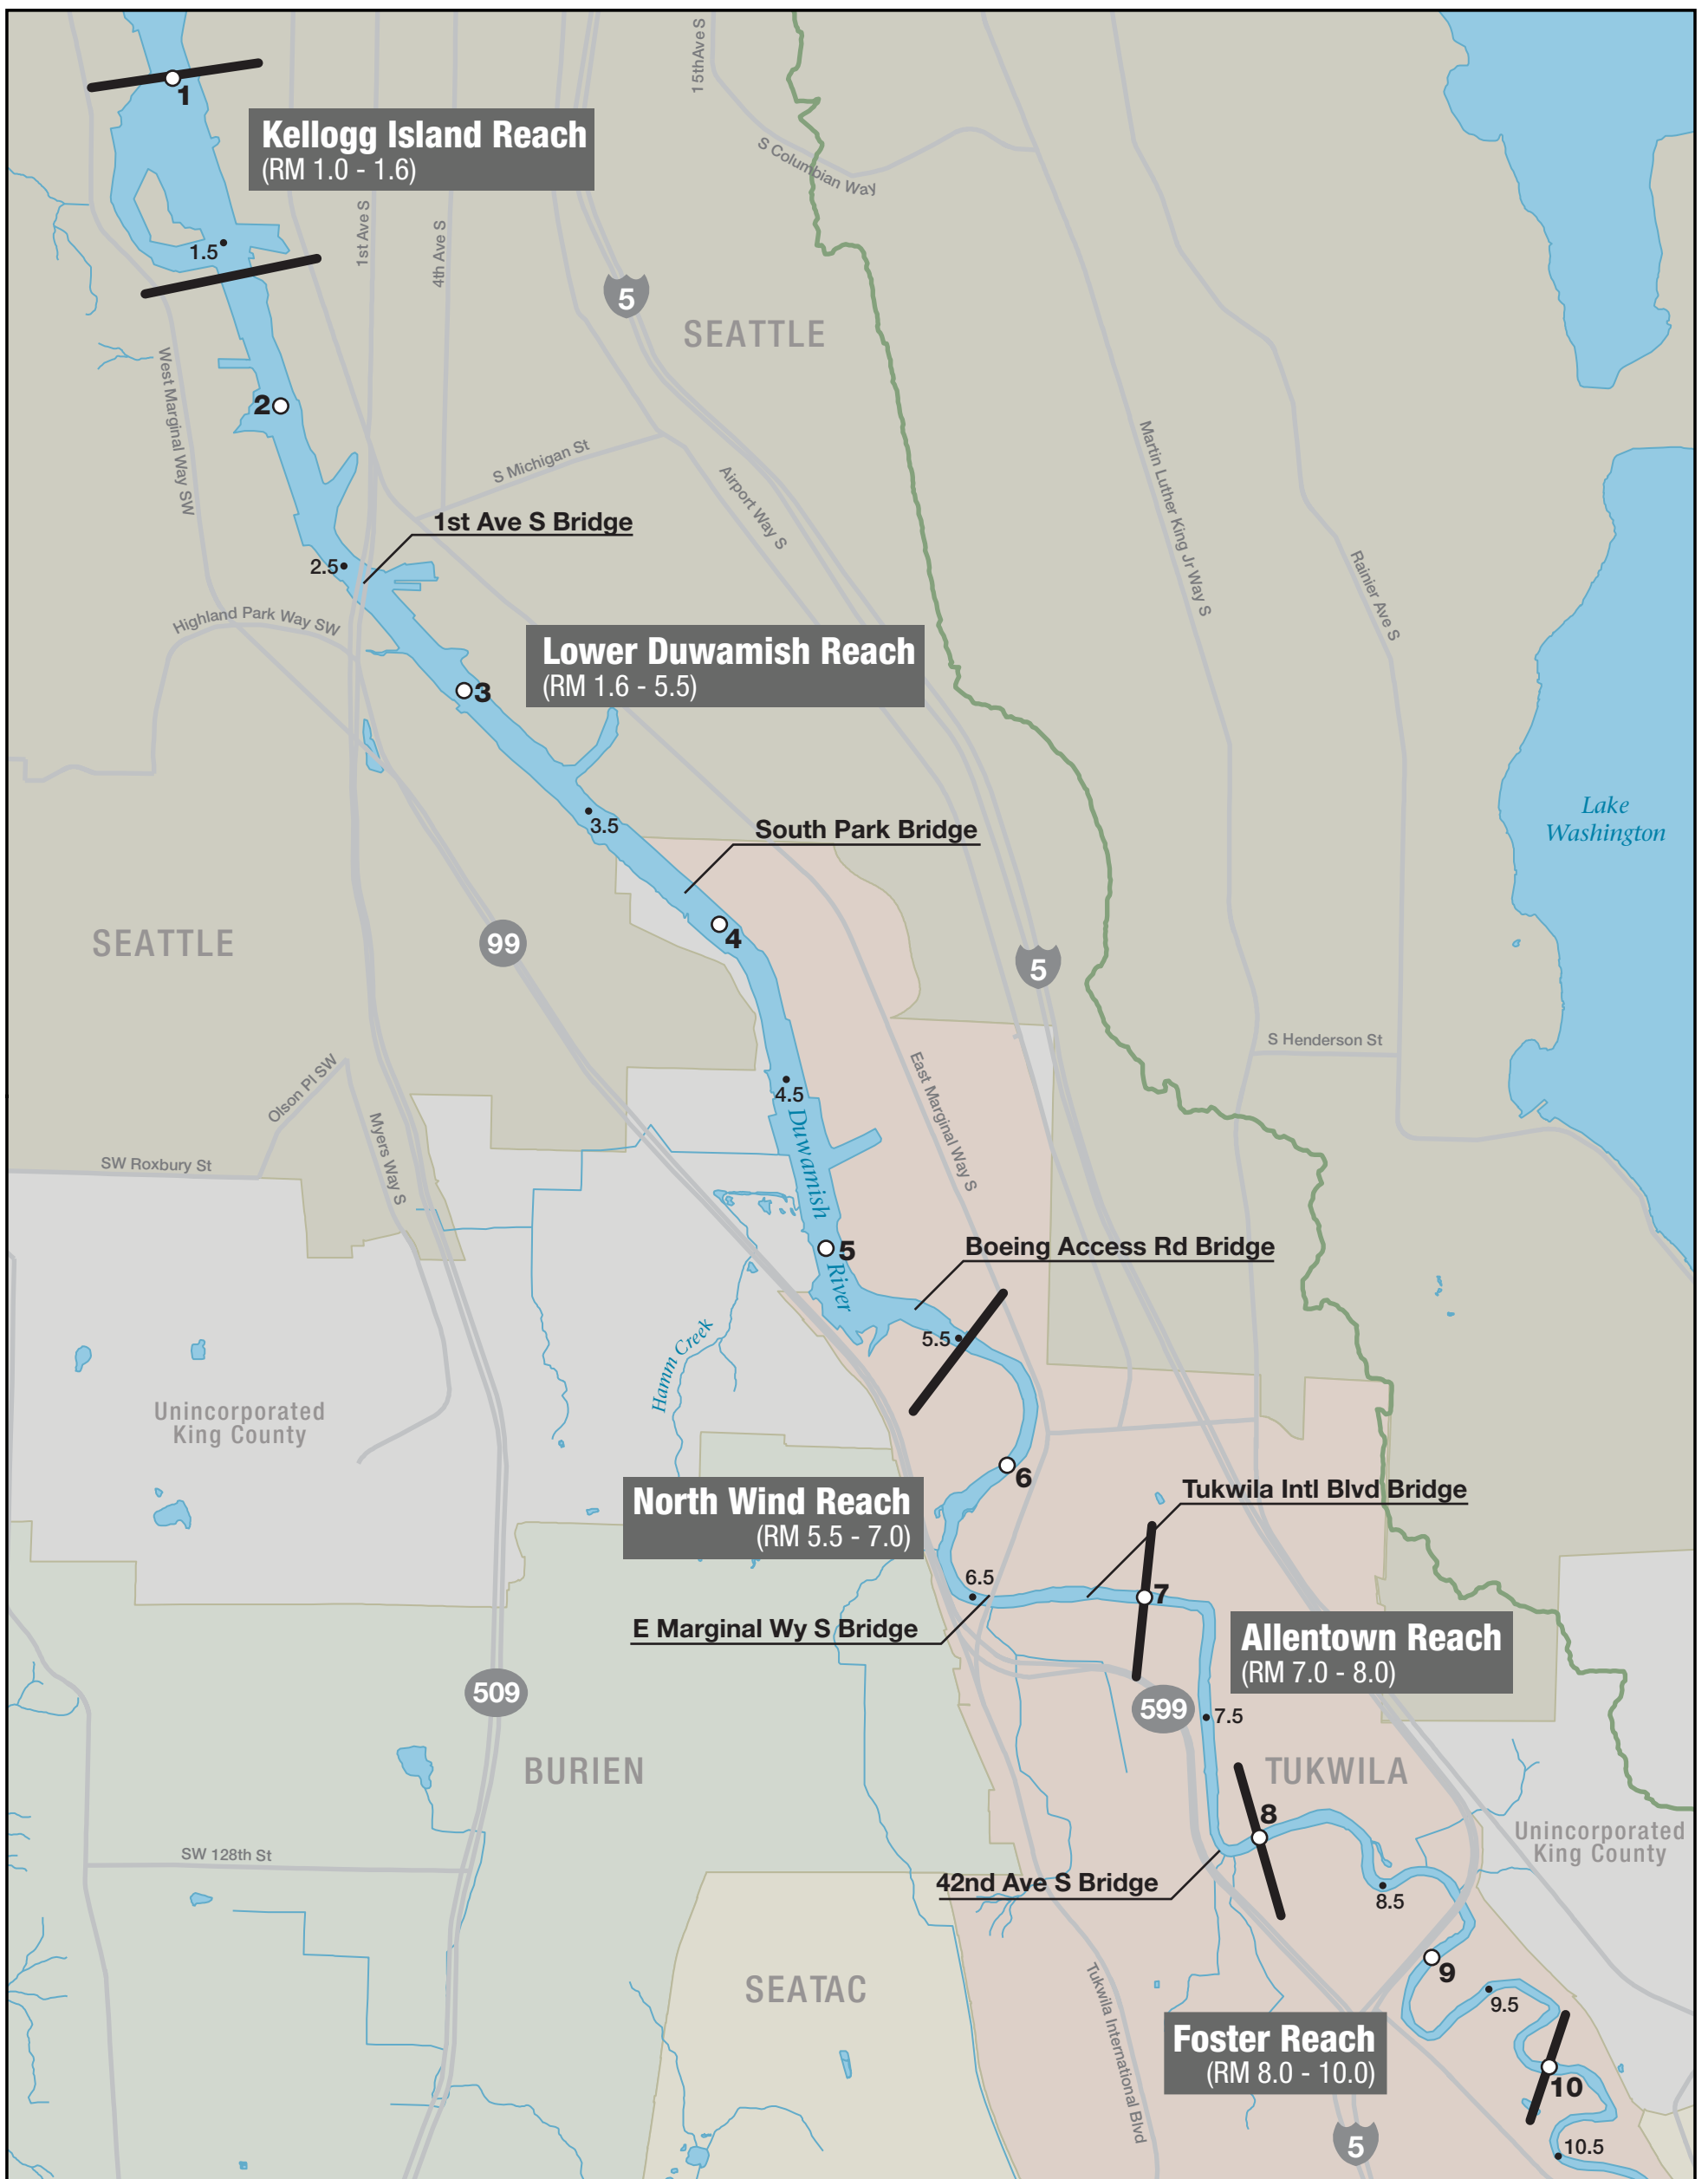 15thAve S
1
Kellogg Island Reach
(RM 1.0 - 1.6)
S Columbian Way
1.5
1st Ave S
4th Ave S
5
SEATTLE
West Marginal Way SW
2
S Michigan St
Airport Way S
Martin Luther King Jr Way S
Rainier Ave S
1st Ave S Bridge
2.5
Highland Park Way SW
Lower Duwamish Reach
(RM 1.6 - 5.5)
3
Lake
Washington
3.5
South Park Bridge
SEATTLE
99
4
5
S Henderson St
Olson Pl SW
Myers Way S
SW Roxbury St
4.5
Duwamish
River
East Marginal Way S
5
Boeing Access Rd Bridge
5.5
Hamm Creek
Unincorporated
King County
6
North Wind Reach
(RM 5.5 - 7.0)
Tukwila Intl Blvd Bridge
6.5
7
E Marginal Wy S Bridge
Allentown Reach
(RM 7.0 - 8.0)
509
599
7.5
BURIEN
TUKWILA
8
Unincorporated
King County
SW 128th St
42nd Ave S Bridge
8.5
9
SEATAC
9.5
Tukwila International Blvd
Foster Reach
(RM 8.0 - 10.0)
10
5
10.5